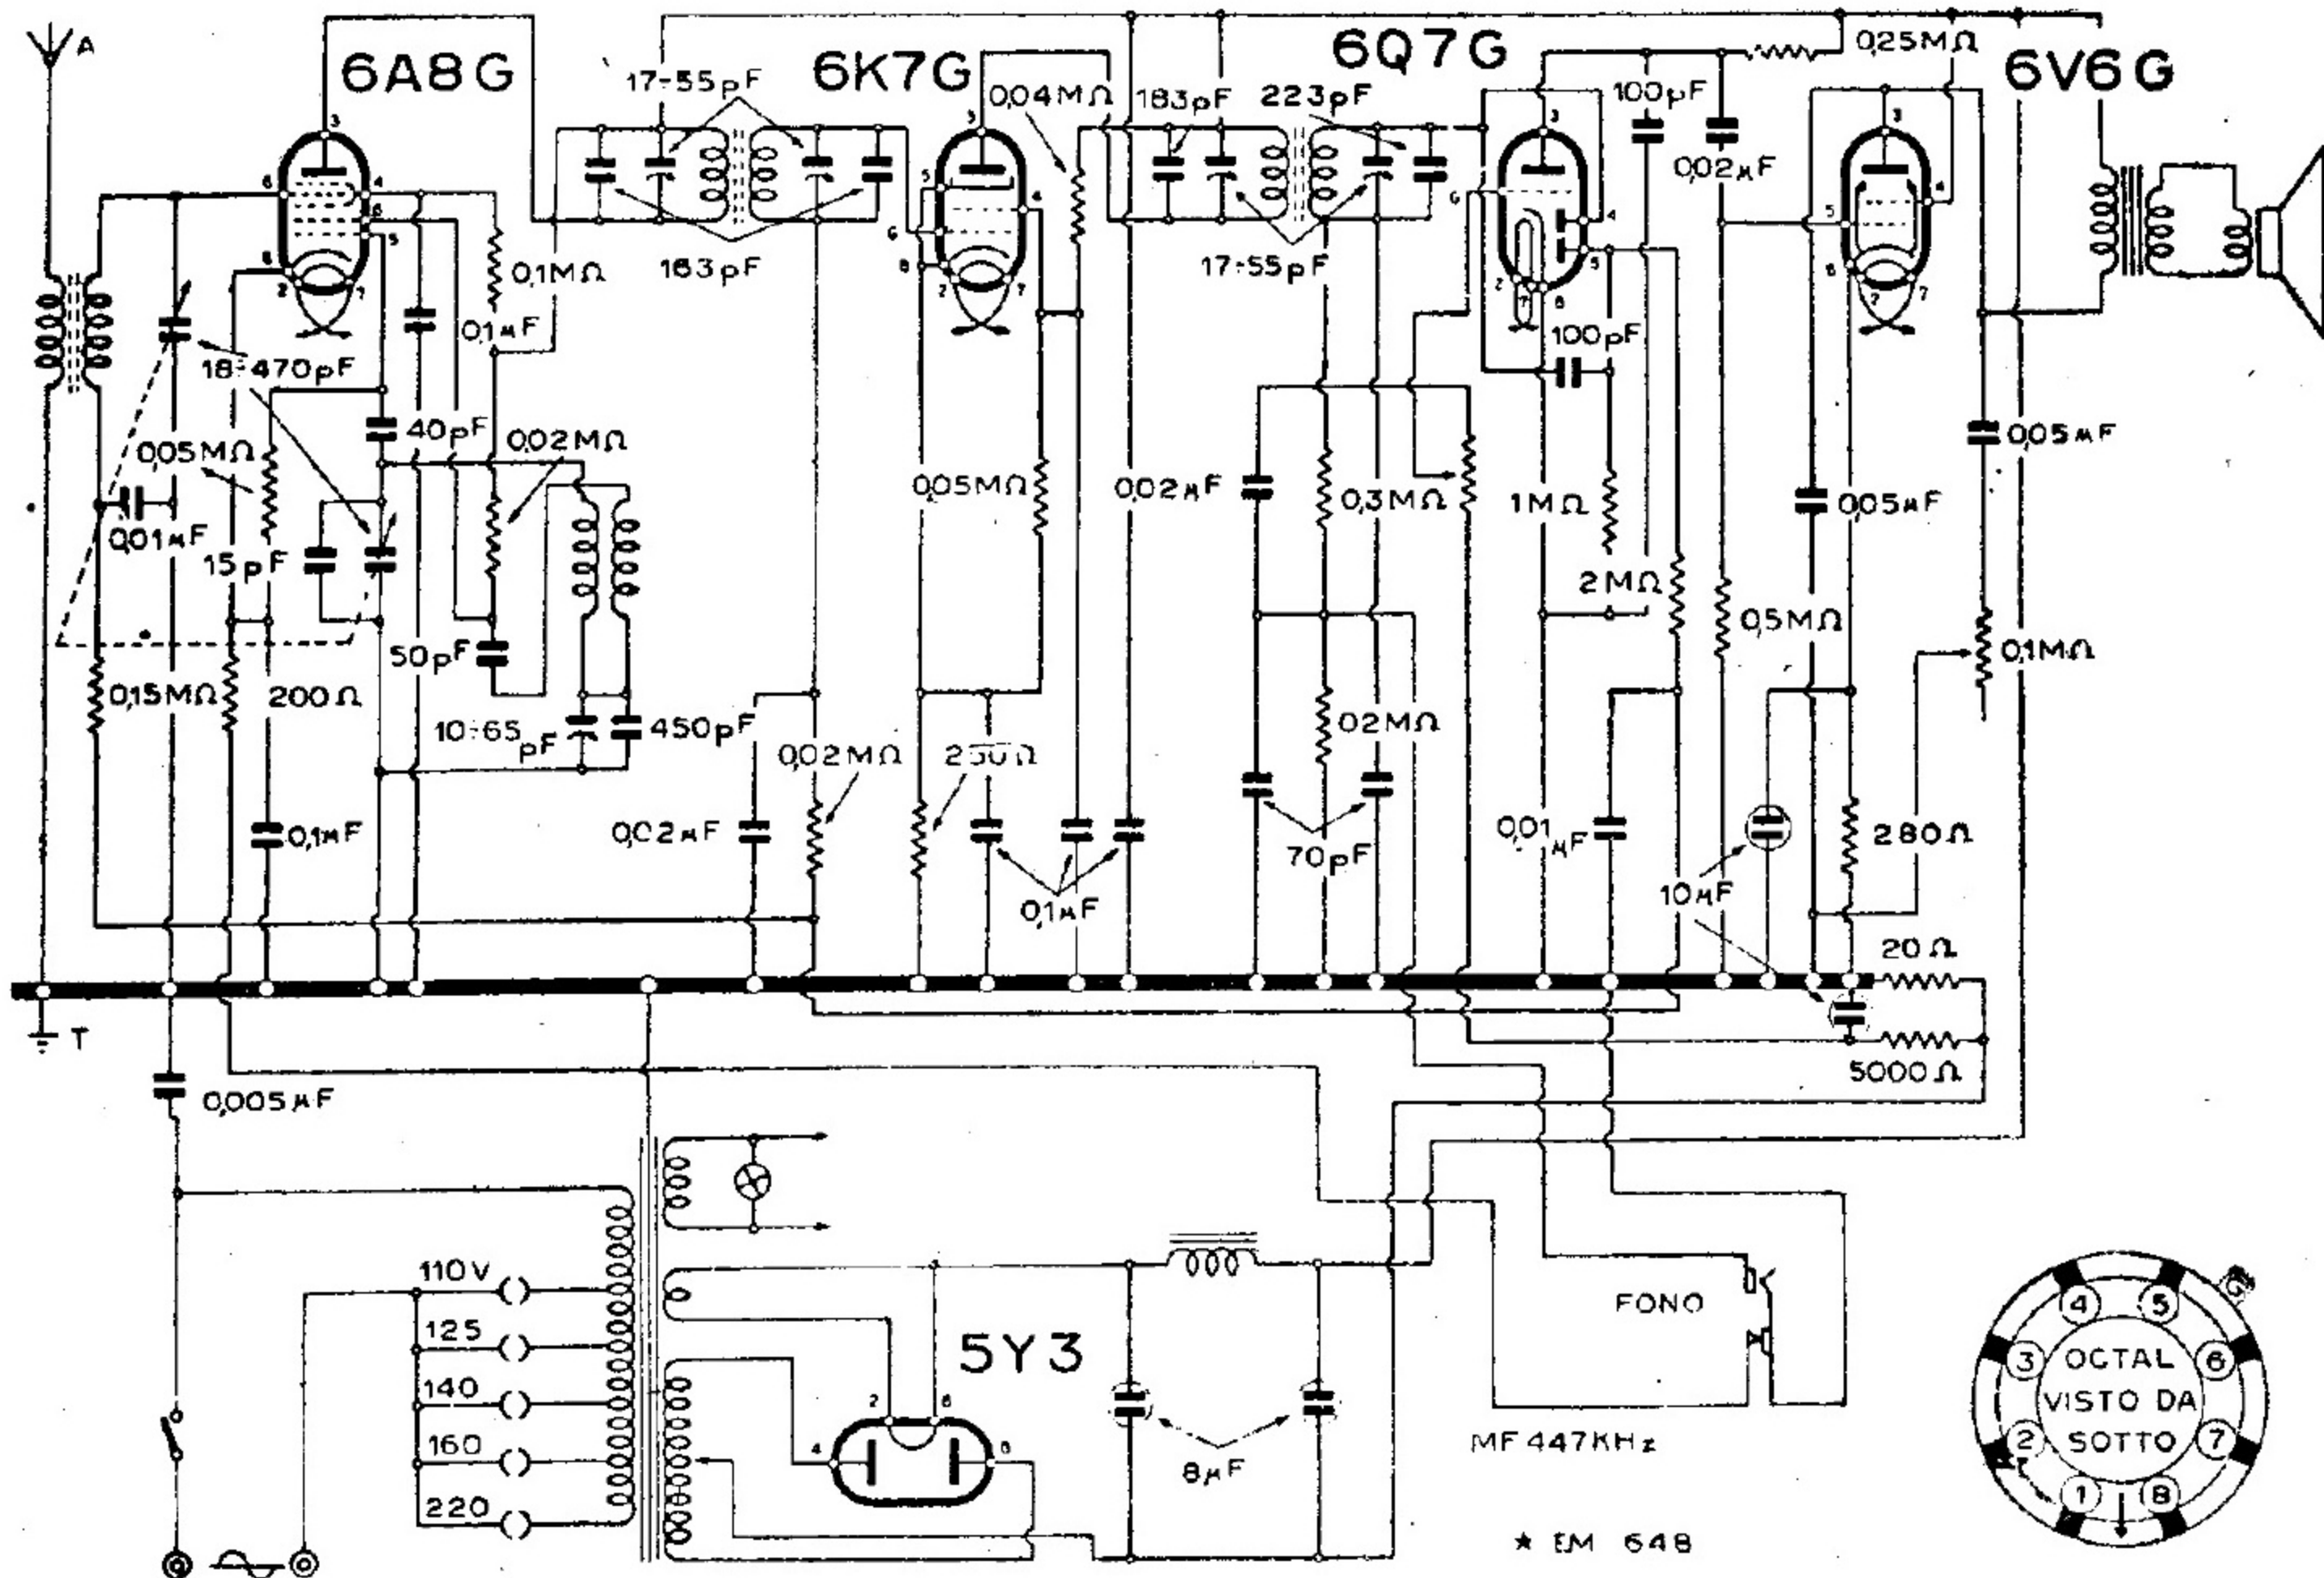 A
6A8G
17÷55pF
6K7G
0,04MΩ
183pF
223pF
6Q7G
100pF
0,25MΩ
6V6G
0,02µF
0,1MΩ
163pF
17÷55pF
0,1µF
100pF
18÷470pF
40pF
0,02MΩ
0,05MΩ
0,05µF
0,05MΩ
0,02µF
0,3MΩ
1MΩ
0,05µF
0,01µF
15pF
2MΩ
0,5MΩ
50pF
0,1MΩ
0,15MΩ
200Ω
10÷65
pF
450pF
0,02MΩ
250Ω
02MΩ
0,1µF
0,02µF
70pF
0,01
µF
280Ω
0,1µF
10µF
20Ω
T
0,005µF
5000Ω
110V
125
140
160
220
5Y3
8µF
FONO
MF 447KHz
★ EM 648
4 5
3 OCTAL 6
VISTO DA
2 SOTTO 7
1 8